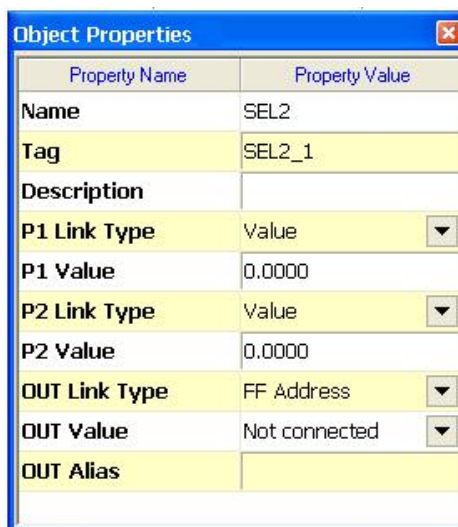 Object Properties
Property Name Property Value
Name SEL2
Tag SEL2_1
Description
P1 Link Type Value
P1 Value 0.0000
P2 Link Type Value
P2 Value 0.0000
OUT Link Type FF Address
OUT Value Not connected
OUT Alias